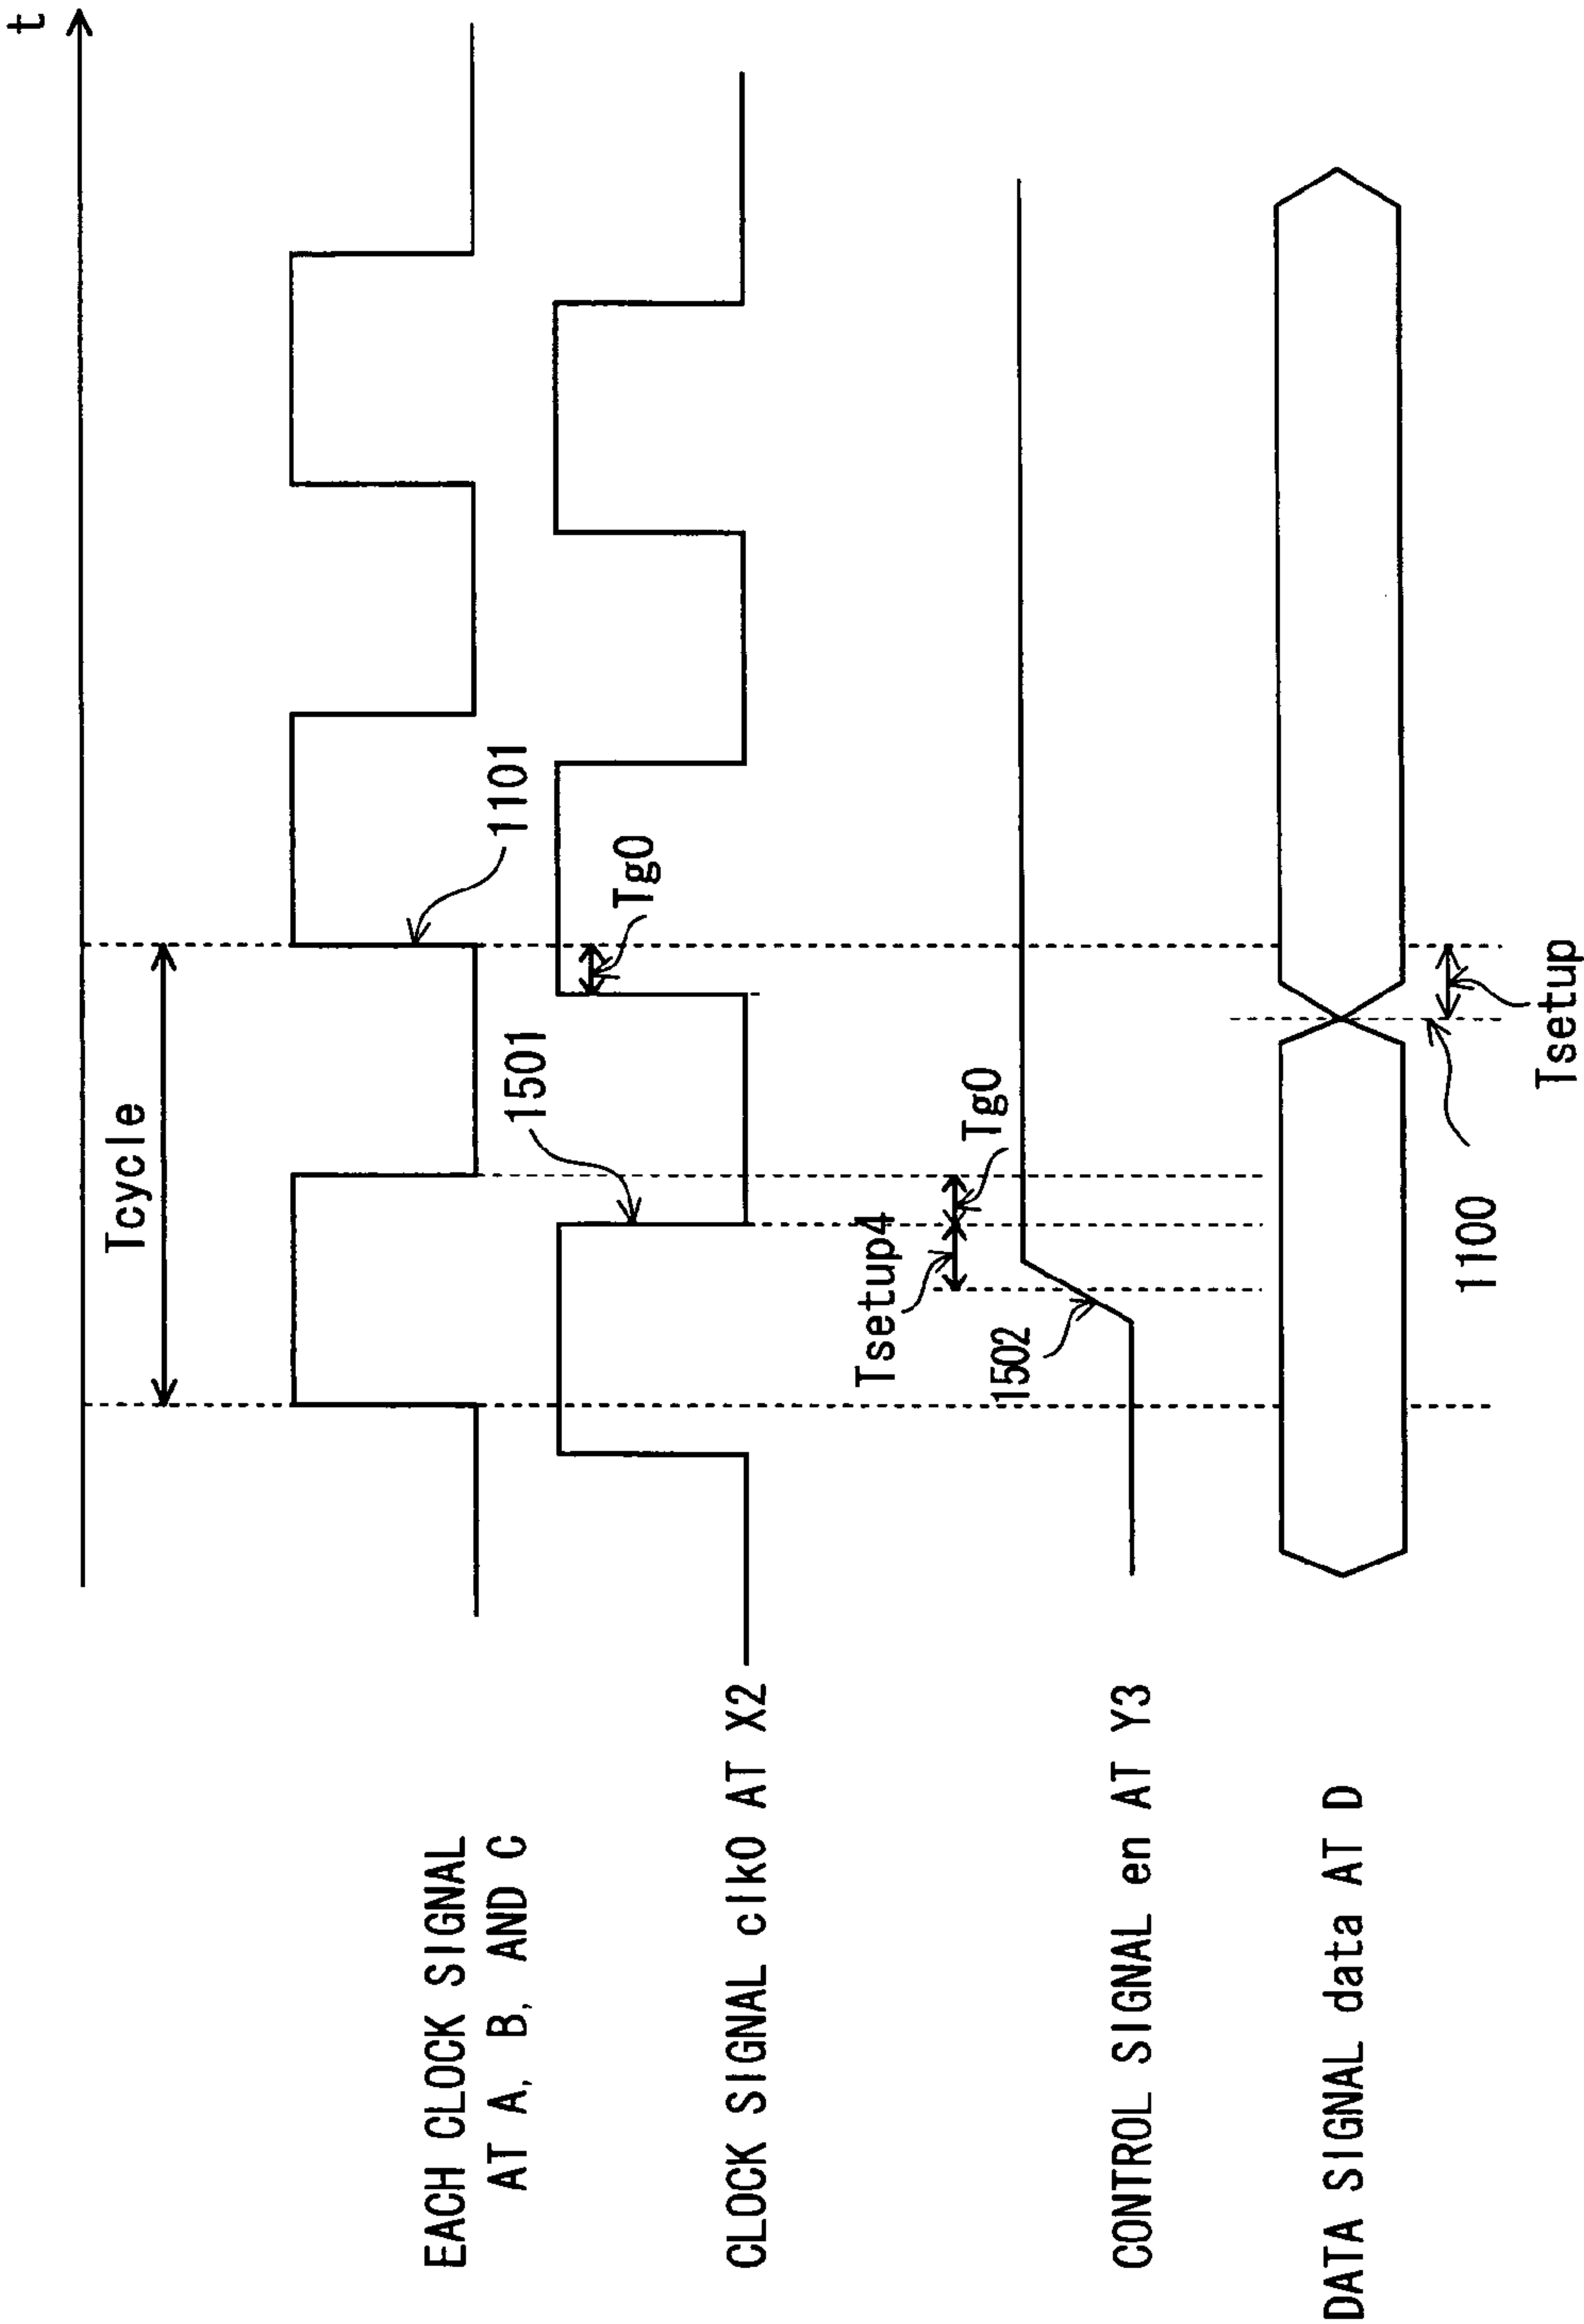 t
Tcycle
EACH CLOCK SIGNAL
AT A, B, AND C
1101
CLOCK SIGNAL clk0 AT X2
1501
Tg0
Tsetup4
Tg0
CONTROL SIGNAL en AT Y3
1502
DATA SIGNAL data AT D
1100
Tsetup